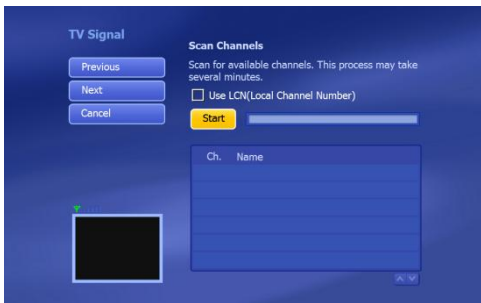 TV Signal
Previous
Next
Cancel
Scan Channels
Scan for available channels. This process may take
several minutes.
Use LCN(Local Channel Number)
Start
Ch. Name